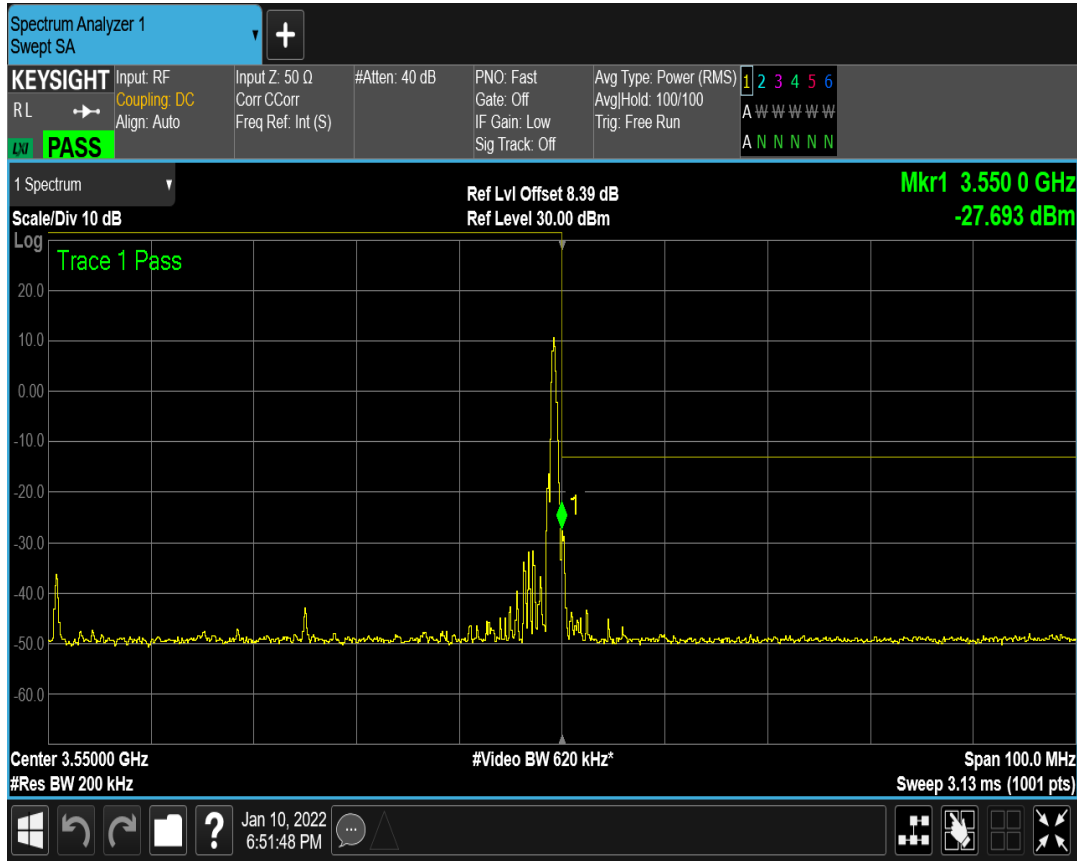 Spectrum Analyzer 1
Swept SA
+
KEYSIGHT
RL
LXI PASS
Input: RF
Coupling: DC
Align: Auto
Input Z: 50 Ω
Corr CCorr
Freq Ref: Int (S)
#Atten: 40 dB
PNO: Fast
Gate: Off
IF Gain: Low
Sig Track: Off
Avg Type: Power (RMS)
Avg|Hold: 100/100
Trig: Free Run
1 2 3 4 5 6
A W W W W W
A N N N N N
1 Spectrum
Scale/Div 10 dB
Ref Lvl Offset 8.39 dB
Ref Level 30.00 dBm
Mkr1 3.550 0 GHz
-27.693 dBm
Log
Trace 1 Pass
20.0
10.0
0.00
-10.0
-20.0
1
-30.0
-40.0
-50.0
-60.0
Center 3.55000 GHz
#Res BW 200 kHz
#Video BW 620 kHz*
Span 100.0 MHz
Sweep 3.13 ms (1001 pts)
?
Jan 10, 2022
6:51:48 PM